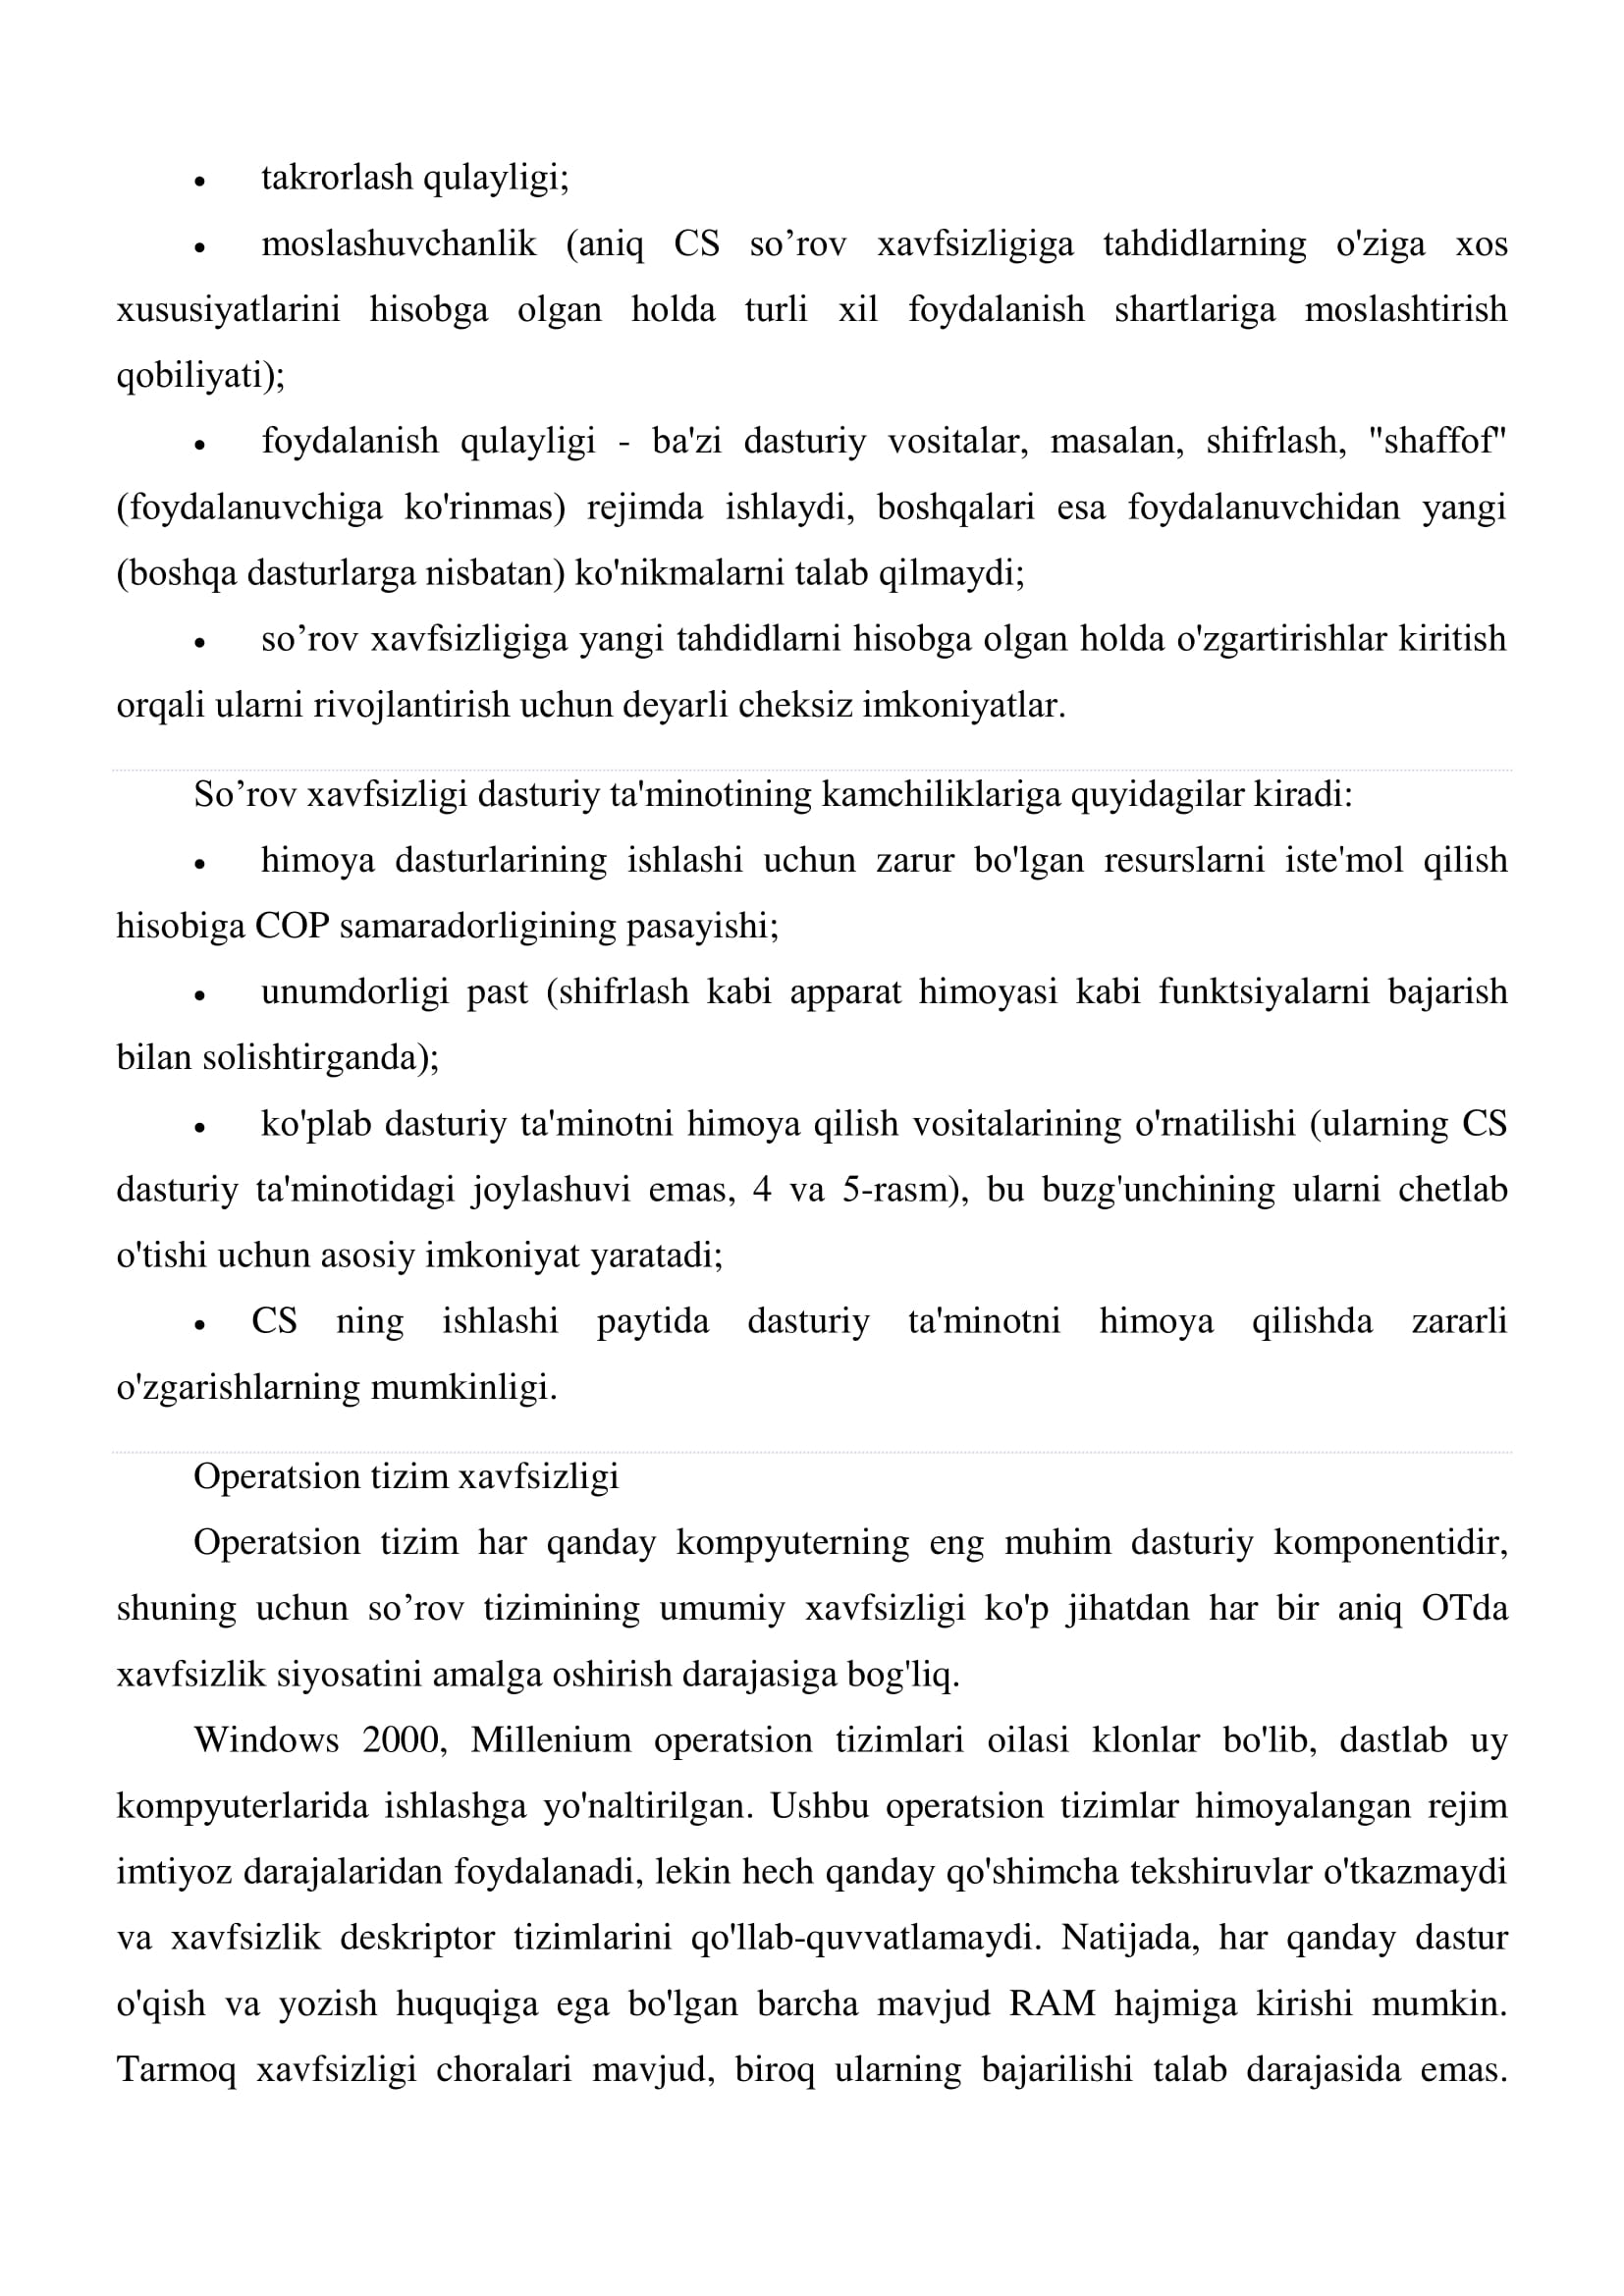 • takrorlash qulayligi;
• moslashuvchanlik (aniq CS so’rov xavfsizligiga tahdidlarning o'ziga xos
xususiyatlarini hisobga olgan holda turli xil foydalanish shartlariga moslashtirish
qobiliyati);
• foydalanish qulayligi - ba'zi dasturiy vositalar, masalan, shifrlash, "shaffof"
(foydalanuvchiga ko'rinmas) rejimda ishlaydi, boshqalari esa foydalanuvchidan yangi
(boshqa dasturlarga nisbatan) ko'nikmalarni talab qilmaydi;
• so’rov xavfsizligiga yangi tahdidlarni hisobga olgan holda o'zgartirishlar kiritish
orqali ularni rivojlantirish uchun deyarli cheksiz imkoniyatlar.
So’rov xavfsizligi dasturiy ta'minotining kamchiliklariga quyidagilar kiradi:
• himoya dasturlarining ishlashi uchun zarur bo'lgan resurslarni iste'mol qilish
hisobiga COP samaradorligining pasayishi;
• unumdorligi past (shifrlash kabi apparat himoyasi kabi funktsiyalarni bajarish
bilan solishtirganda);
• ko'plab dasturiy ta'minotni himoya qilish vositalarining o'rnatilishi (ularning CS
dasturiy ta'minotidagi joylashuvi emas, 4 va 5-rasm), bu buzg'unchining ularni chetlab
o'tishi uchun asosiy imkoniyat yaratadi;
• CS ning ishlashi paytida dasturiy ta'minotni himoya qilishda zararli
o'zgarishlarning mumkinligi.
Operatsion tizim xavfsizligi
Operatsion tizim har qanday kompyuterning eng muhim dasturiy komponentidir,
shuning uchun so’rov tizimining umumiy xavfsizligi ko'p jihatdan har bir aniq OTda
xavfsizlik siyosatini amalga oshirish darajasiga bog'liq.
Windows 2000, Millenium operatsion tizimlari oilasi klonlar bo'lib, dastlab uy
kompyuterlarida ishlashga yo'naltirilgan. Ushbu operatsion tizimlar himoyalangan rejim
imtiyoz darajalaridan foydalanadi, lekin hech qanday qo'shimcha tekshiruvlar o'tkazmaydi
va xavfsizlik deskriptor tizimlarini qo'llab-quvvatlamaydi. Natijada, har qanday dastur
o'qish va yozish huquqiga ega bo'lgan barcha mavjud RAM hajmiga kirishi mumkin.
Tarmoq xavfsizligi choralari mavjud, biroq ularning bajarilishi talab darajasida emas.